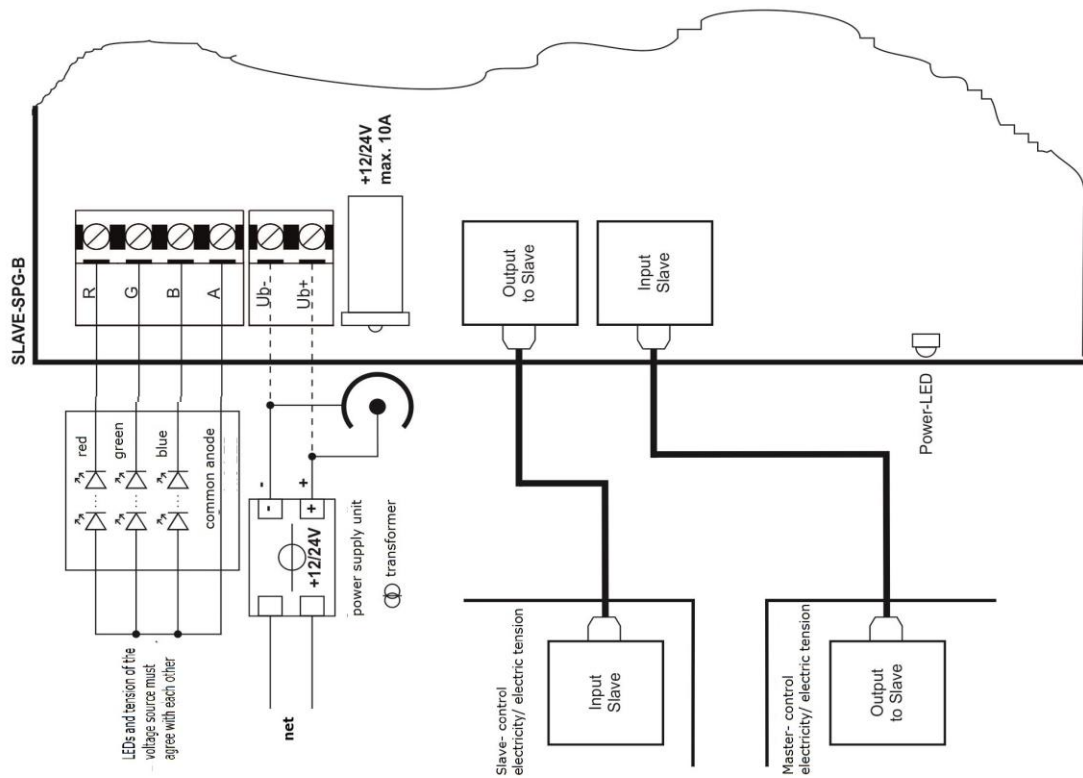 SLAVE-SPG-B
R
G
B
A
Ub-
Ub+
+12/24V
max. 10A
Output
to Slave
Input
Slave
Power-LED
red
green
blue
common anode
LEDs and tension of the
voltage source must
agree with each other
-
+
-
+
+12/24V
power supply unit
transformer
net
Slave- control
electricity/ electric tension
Input
Slave
Master- control
electricity/ electric tension
Output
to Slave